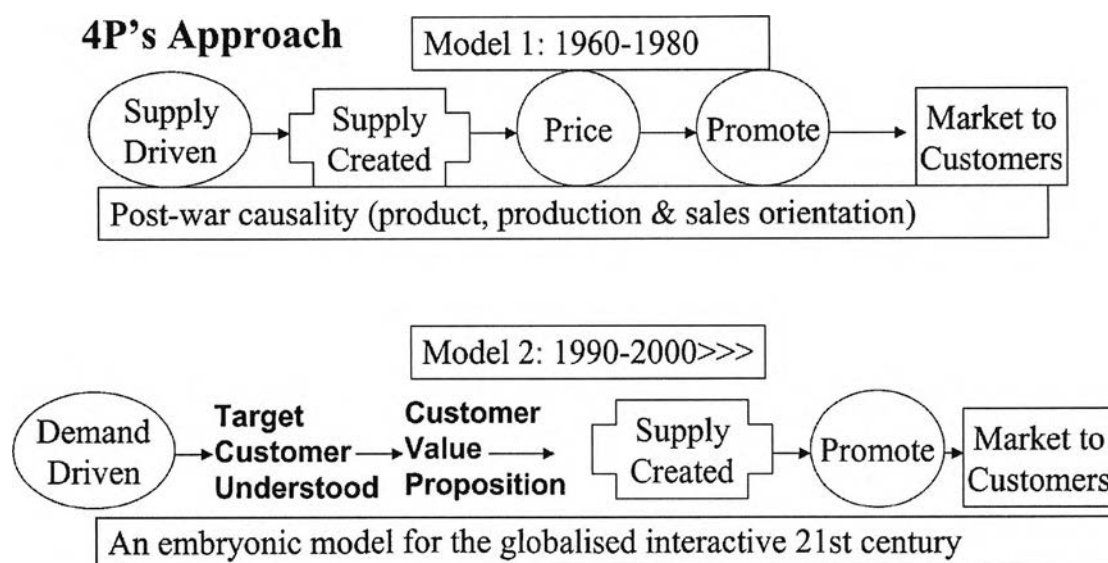 4P's Approach
Model 1: 1960-1980
Supply
Driven
Supply
Created
Price
Promote
Market to
Customers
Post-war causality (product, production & sales orientation)
Model 2: 1990-2000>>>
Demand
Driven
Target
Customer
Understood
Customer
Value
Proposition
Supply
Created
Promote
Market to
Customers
An embryonic model for the globalised interactive 21st century